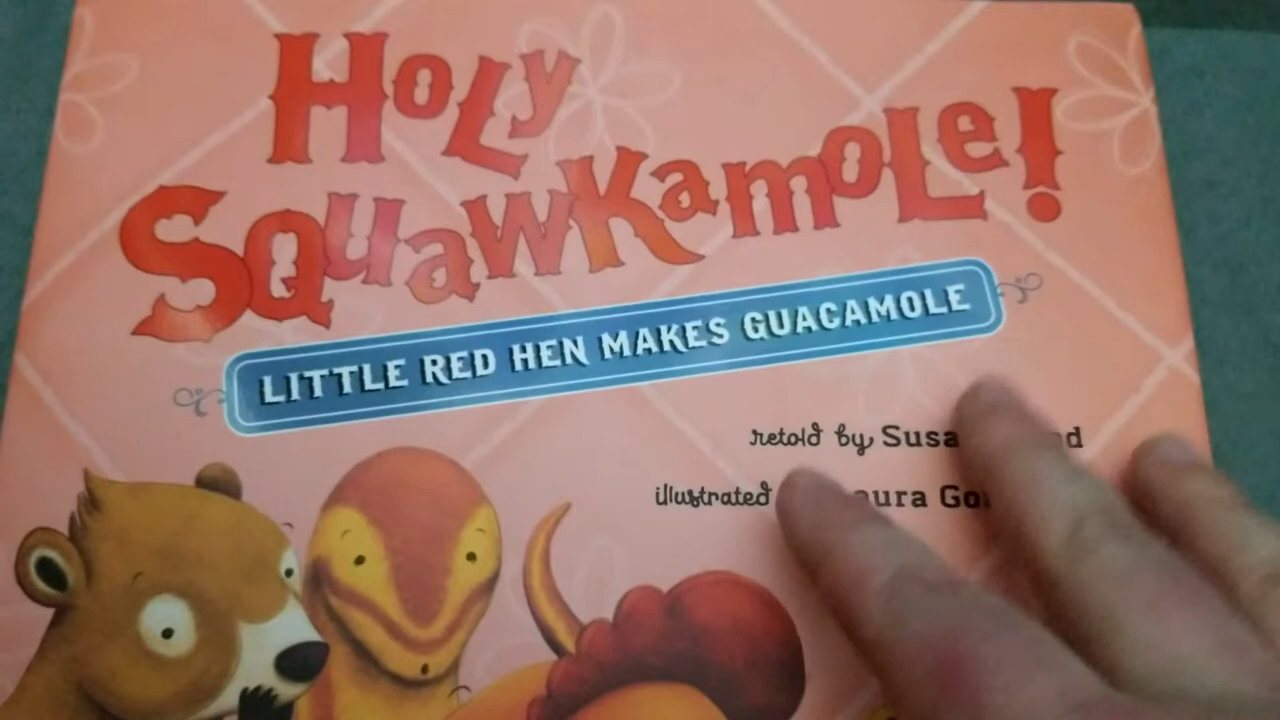 Holy
Squawkamole!
LITTLE RED HEN MAKES GUACAMOLE
retold by
illustrated